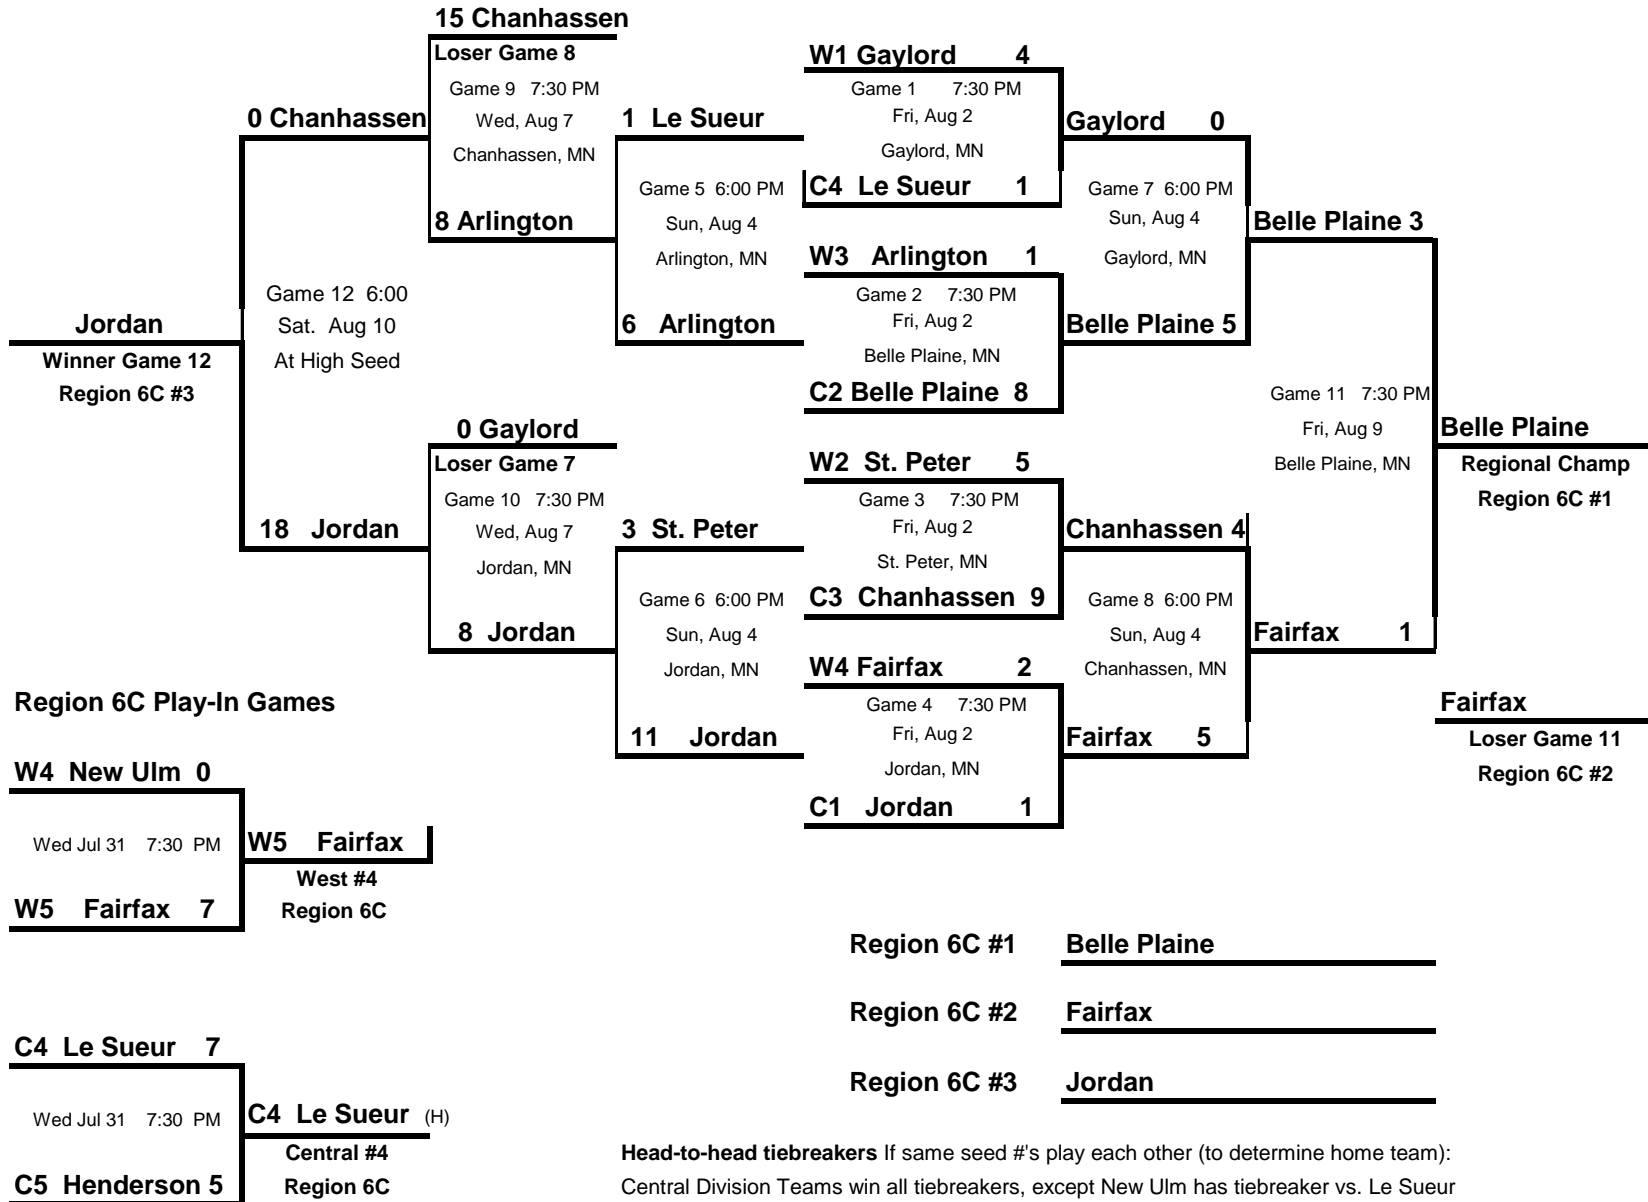 15 Chanhassen
Loser Game 8
Game 9 7:30 PM
Wed, Aug 7
Chanhassen, MN
8 Arlington
0 Chanhassen
Game 12 6:00
Sat. Aug 10
At High Seed
18 Jordan
Jordan
Winner Game 12
Region 6C #3
0 Gaylord
Loser Game 7
Game 10 7:30 PM
Wed, Aug 7
Jordan, MN
8 Jordan
1 Le Sueur
Game 5 6:00 PM
Sun, Aug 4
Arlington, MN
6 Arlington
3 St. Peter
Game 6 6:00 PM
Sun, Aug 4
Jordan, MN
11 Jordan
W1 Gaylord 4
Game 1 7:30 PM
Fri, Aug 2
Gaylord, MN
C4 Le Sueur 1
W3 Arlington 1
Game 2 7:30 PM
Fri, Aug 2
Belle Plaine, MN
C2 Belle Plaine 8
W2 St. Peter 5
Game 3 7:30 PM
Fri, Aug 2
St. Peter, MN
C3 Chanhassen 9
W4 Fairfax 2
Game 4 7:30 PM
Fri, Aug 2
Jordan, MN
C1 Jordan 1
Gaylord 0
Game 7 6:00 PM
Sun, Aug 4
Gaylord, MN
Belle Plaine 5
Chanhassen 4
Game 8 6:00 PM
Sun, Aug 4
Chanhassen, MN
Fairfax 5
Belle Plaine 3
Game 11 7:30 PM
Fri, Aug 9
Belle Plaine, MN
Fairfax 1
Belle Plaine
Regional Champ
Region 6C #1
Fairfax
Loser Game 11
Region 6C #2
Region 6C Play-In Games
W4 New Ulm 0
Wed Jul 31 7:30 PM
W5 Fairfax 7
W5 Fairfax
West #4
Region 6C
C4 Le Sueur 7
Wed Jul 31 7:30 PM
C5 Henderson 5
C4 Le Sueur (H)
Central #4
Region 6C
Region 6C #1 Belle Plaine
Region 6C #2 Fairfax
Region 6C #3 Jordan
Head-to-head tiebreakers If same seed #'s play each other (to determine home team):
Central Division Teams win all tiebreakers, except New Ulm has tiebreaker vs. Le Sueur